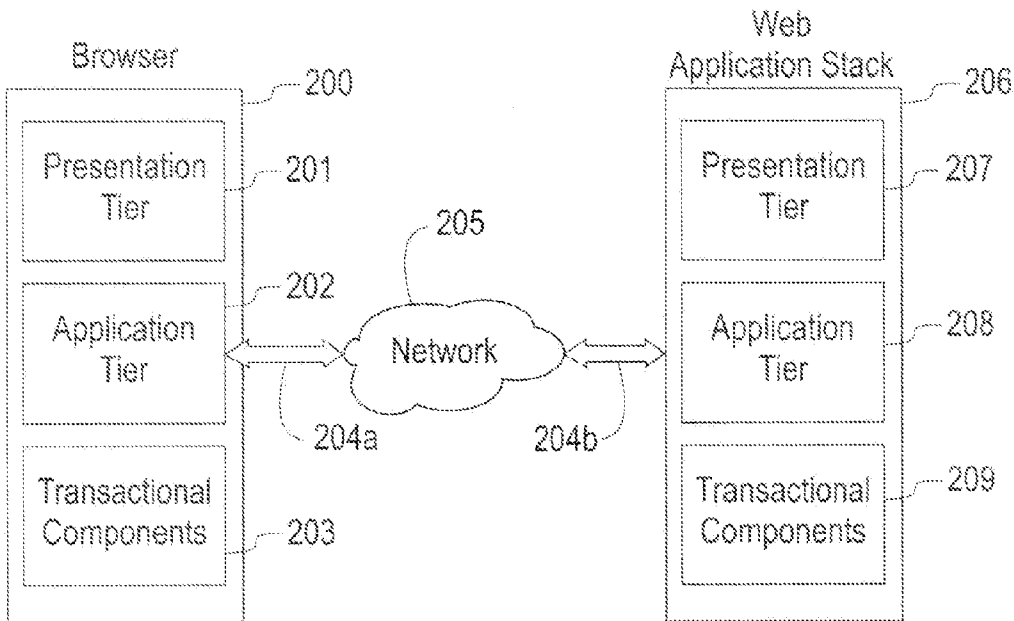 Browser
200
Presentation
Tier
201
202
Application
Tier
204a
Transactional
Components
203
205
Network
204b
Web
Application Stack
206
Presentation
Tier
207
Application
Tier
208
Transactional
Components
209